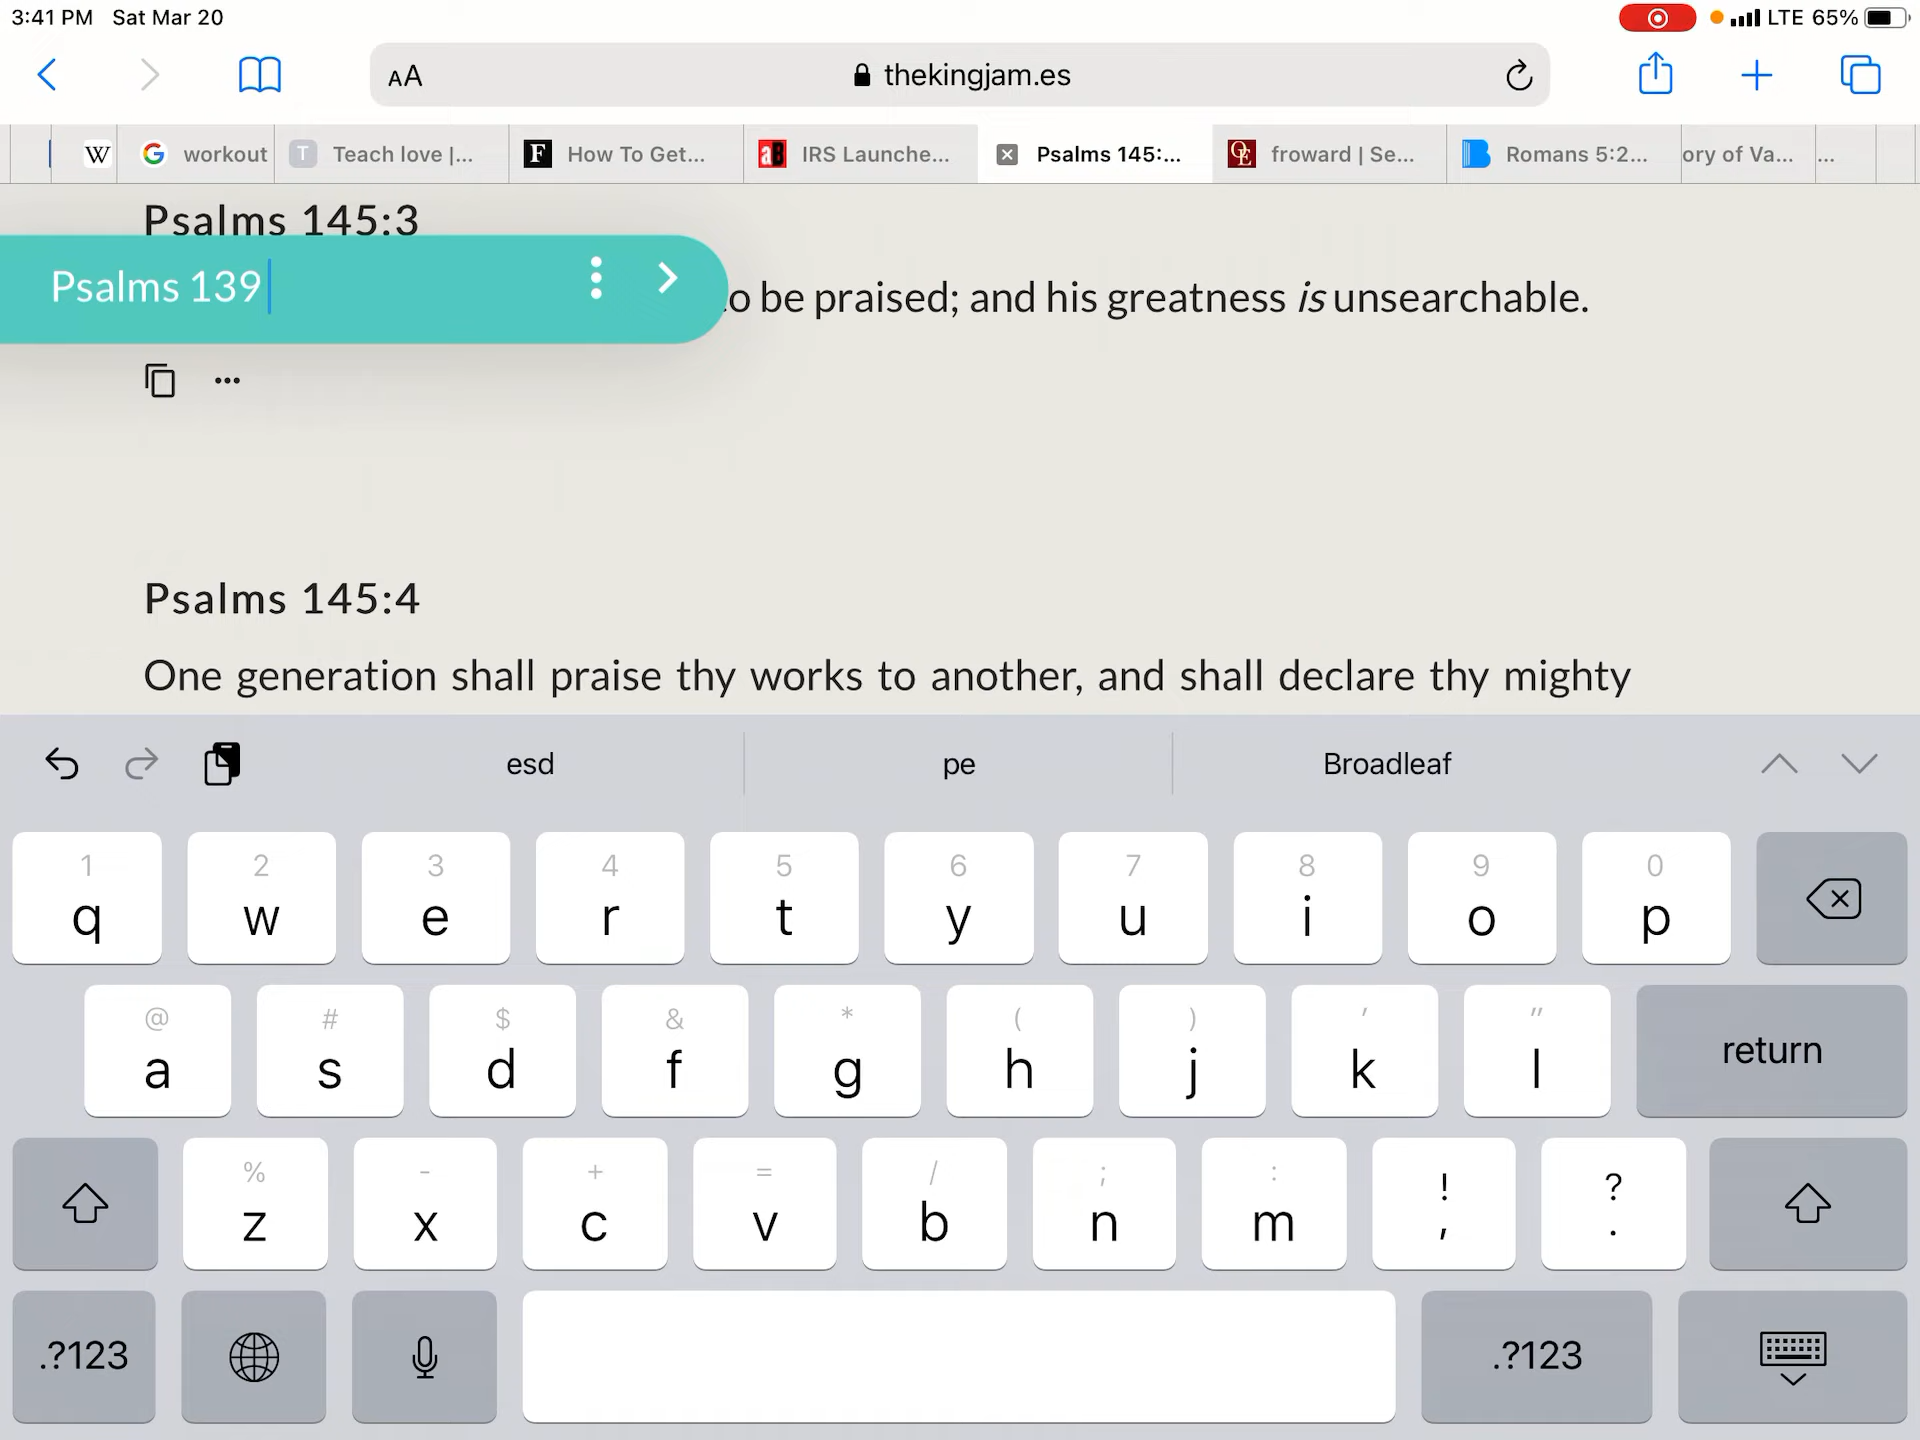 3:41 PM Sat Mar 20
LTE 65%
AA
thekingjam.es
W
workout
T Teach love |...
F How To Get...
aB IRS Launche...
Psalms 145:...
OE froward | Se...
B Romans 5:2...
ory of Va...
...
Psalms 145:3
Psalms 139
o be praised; and his greatness is unsearchable.
Psalms 145:4
One generation shall praise thy works to another, and shall declare thy mighty
esd pe Broadleaf
1 2 3 4 5 6 7 8 9 0
q w e r t y u i o p
@ # $ & * ( ) ' "
a s d f g h j k l return
% - + = / ; : ! ?
z x c v b n m , .
.?123 .?123